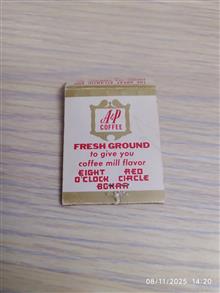 A&P
COFFEE
FRESH GROUND
to give you
coffee mill flavor
EIGHT RED
O'CLOCK CIRCLE
BOKAR
08/11/2025 14:20